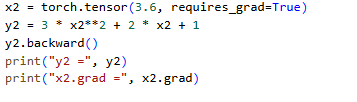 x2 = torch.tensor(3.6, requires_grad=True)
y2 = 3 * x2**2 + 2 * x2 + 1
y2.backward()
print("y2 =", y2)
print("x2.grad =", x2.grad)